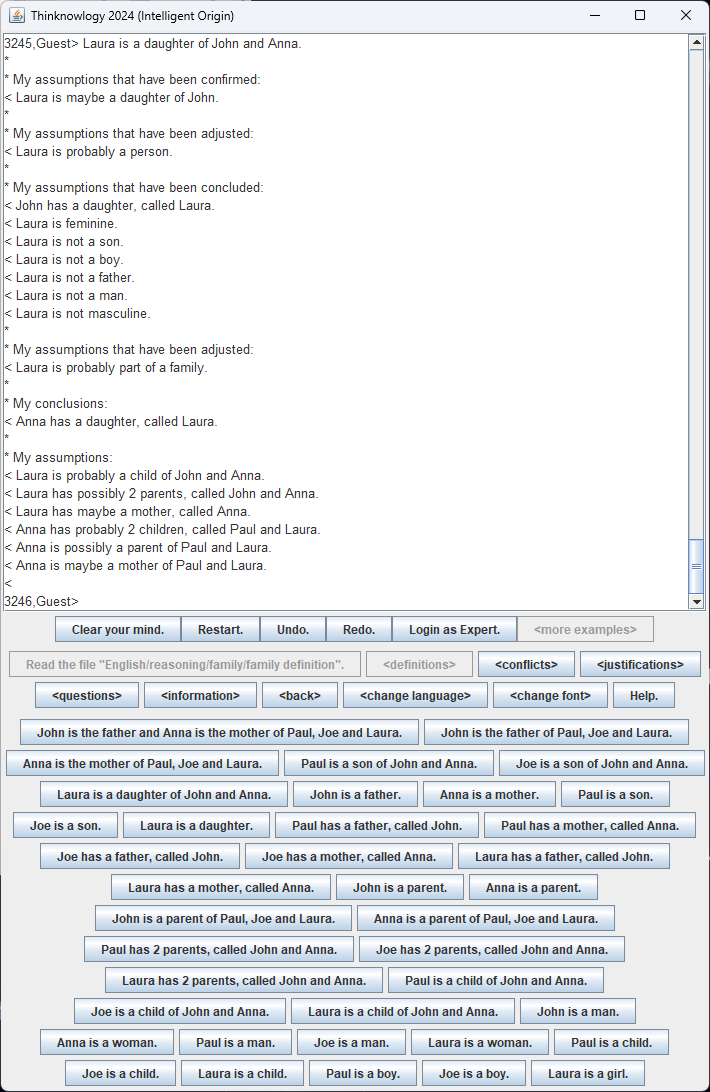 Thinknowlogy 2024 (Intelligent Origin)
3245,Guest> Laura is a daughter of John and Anna.
*
* My assumptions that have been confirmed:
< Laura is maybe a daughter of John.
*
* My assumptions that have been adjusted:
< Laura is probably a person.
*
* My assumptions that have been concluded:
< John has a daughter, called Laura.
< Laura is feminine.
< Laura is not a son.
< Laura is not a boy.
< Laura is not a father.
< Laura is not a man.
< Laura is not masculine.
*
* My assumptions that have been adjusted:
< Laura is probably part of a family.
*
* My conclusions:
< Anna has a daughter, called Laura.
*
* My assumptions:
< Laura is probably a child of John and Anna.
< Laura has possibly 2 parents, called John and Anna.
< Laura has maybe a mother, called Anna.
< Anna has probably 2 children, called Paul and Laura.
< Anna is possibly a parent of Paul and Laura.
< Anna is maybe a mother of Paul and Laura.
<
3246,Guest>
Clear your mind. Restart. Undo. Redo. Login as Expert. <more examples>
Read the file "English/reasoning/family/family definition". <definitions> <conflicts> <justifications>
<questions> <information> <back> <change language> <change font> Help.
John is the father and Anna is the mother of Paul, Joe and Laura. John is the father of Paul, Joe and Laura.
Anna is the mother of Paul, Joe and Laura. Paul is a son of John and Anna. Joe is a son of John and Anna.
Laura is a daughter of John and Anna. John is a father. Anna is a mother. Paul is a son.
Joe is a son. Laura is a daughter. Paul has a father, called John. Paul has a mother, called Anna.
Joe has a father, called John. Joe has a mother, called Anna. Laura has a father, called John.
Laura has a mother, called Anna. John is a parent. Anna is a parent.
John is a parent of Paul, Joe and Laura. Anna is a parent of Paul, Joe and Laura.
Paul has 2 parents, called John and Anna. Joe has 2 parents, called John and Anna.
Laura has 2 parents, called John and Anna. Paul is a child of John and Anna.
Joe is a child of John and Anna. Laura is a child of John and Anna. John is a man.
Anna is a woman. Paul is a man. Joe is a man. Laura is a woman. Paul is a child.
Joe is a child. Laura is a child. Paul is a boy. Joe is a boy. Laura is a girl.